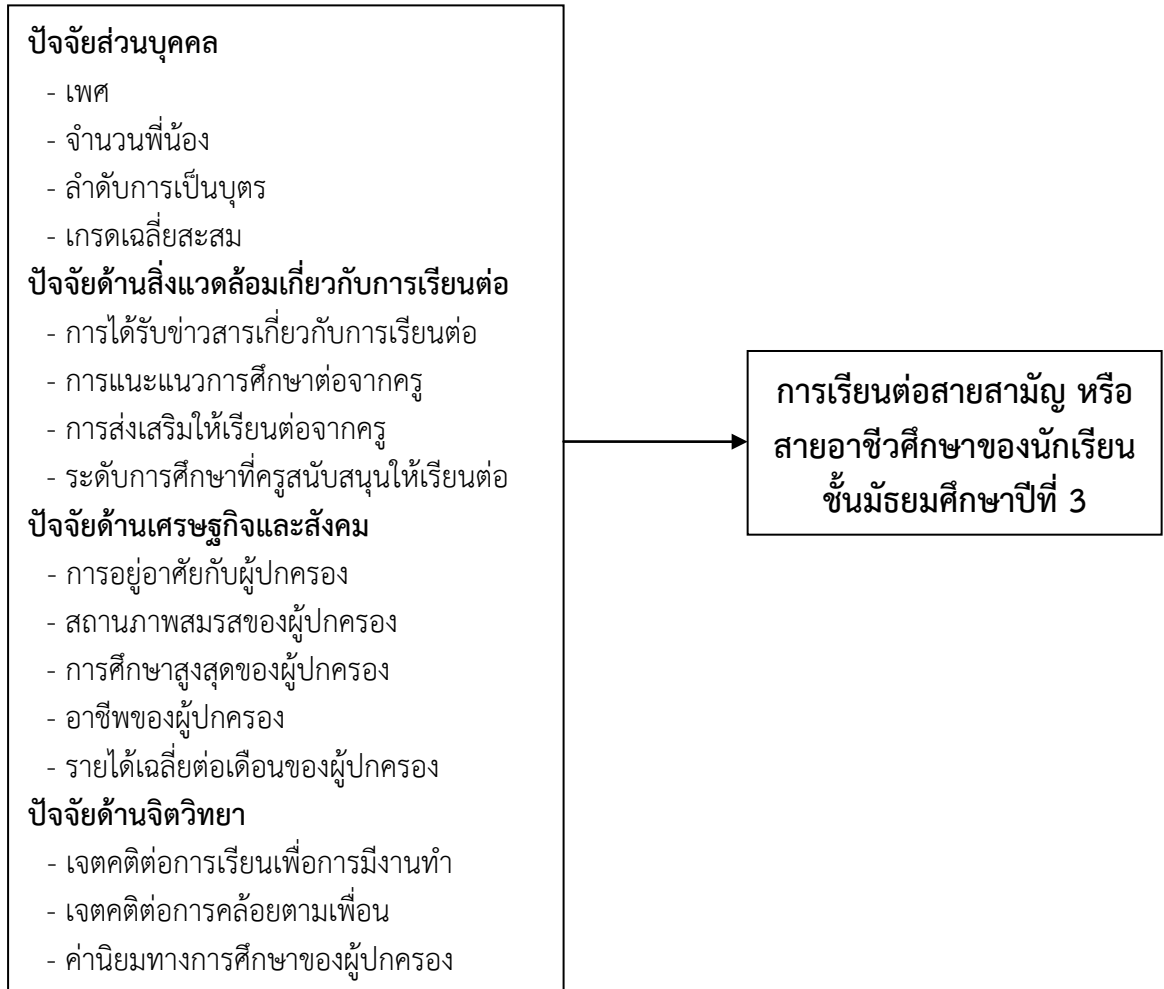 ปัจจัยส่วนบุคคล
- เพศ
- จำนวนพี่น้อง
- ลำดับการเป็นบุตร
- เกรดเฉลี่ยสะสม
ปัจจัยด้านสิ่งแวดล้อมเกี่ยวกับการเรียนต่อ
- การได้รับข่าวสารเกี่ยวกับการเรียนต่อ
- การแนะแนวการศึกษาต่อจากครู
- การส่งเสริมให้เรียนต่อจากครู
- ระดับการศึกษาที่ครูสนับสนุนให้เรียนต่อ
ปัจจัยด้านเศรษฐกิจและสังคม
- การอยู่อาศัยกับผู้ปกครอง
- สถานภาพสมรสของผู้ปกครอง
- การศึกษาสูงสุดของผู้ปกครอง
- อาชีพของผู้ปกครอง
- รายได้เฉลี่ยต่อเดือนของผู้ปกครอง
ปัจจัยด้านจิตวิทยา
- เจตคติต่อการเรียนเพื่อการมีงานทำ
- เจตคติต่อการคล้อยตามเพื่อน
- ค่านิยมทางการศึกษาของผู้ปกครอง
การเรียนต่อสายสามัญ หรือ
สายอาชีวศึกษาของนักเรียน
ชั้นมัธยมศึกษาปีที่ 3